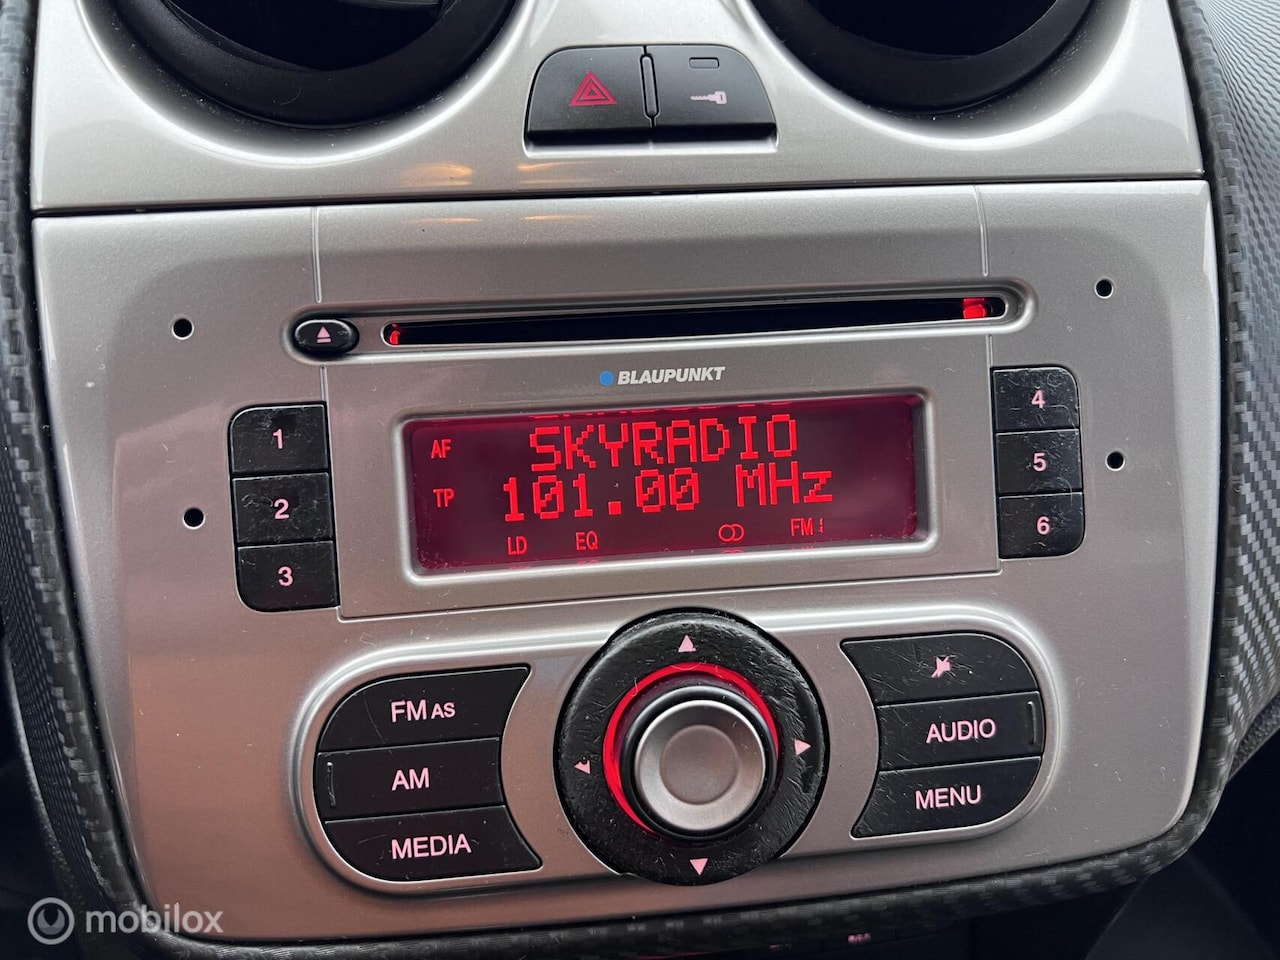 BLAUPUNKT
AF
SKYRADIO
TP
101.00 MHz
LD EQ FM
1
2
3
4
5
6
FM AS
AM
MEDIA
AUDIO
MENU
mobilox